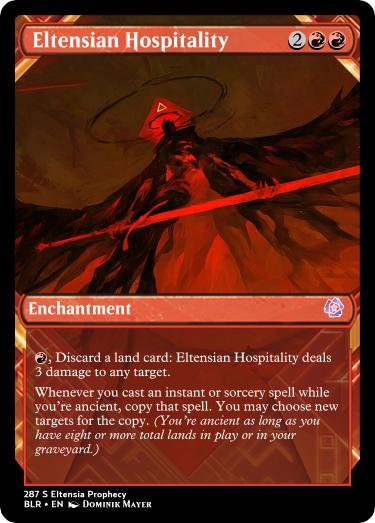 Eltensian Hospitality 2
Enchantment
, Discard a land card: Eltensian Hospitality deals
3 damage to any target.
Whenever you cast an instant or sorcery spell while
you're ancient, copy that spell. You may choose new
targets for the copy. (You're ancient as long as you
have eight or more total lands in play or in your
graveyard.)
287 S Eltensia Prophecy
BLR • EN Dominik Mayer